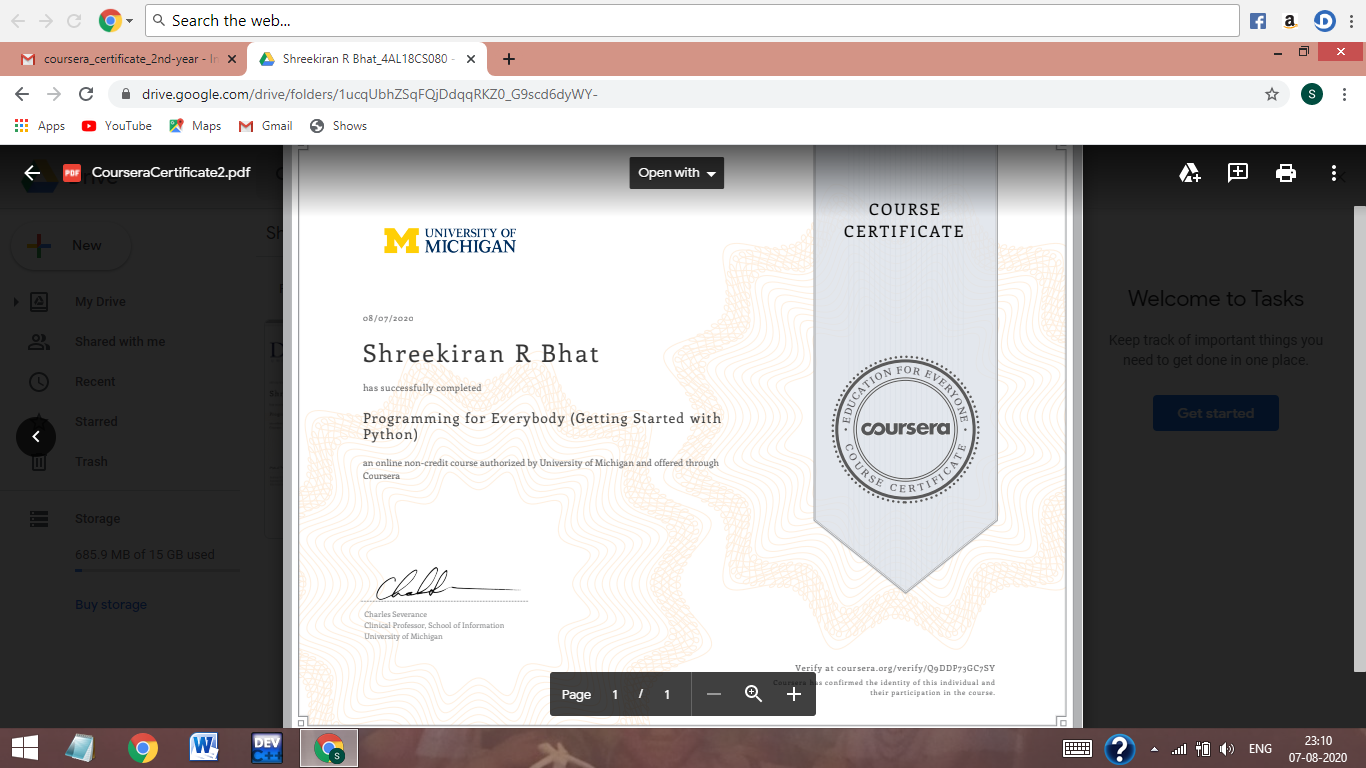 Search the web...
coursera_certificate_2nd-year - In
Shreekiran R Bhat_4AL18CS080 -
drive.google.com/drive/folders/1ucqUbhZSqFQjDdqqRKZ0_G9scd6dyWY-
S
Apps YouTube Maps Gmail Shows
PDF CourseraCertificate2.pdf
Open with
New
My Drive
Shared with me
Recent
Starred
Trash
Storage
685.9 MB of 15 GB used
Buy storage
UNIVERSITY OF
MICHIGAN
08/07/2020
Shreekiran R Bhat
has successfully completed
Programming for Everybody (Getting Started with
Python)
an online non-credit course authorized by University of Michigan and offered through
Coursera
Charles Severance
Clinical Professor, School of Information
University of Michigan
COURSE
CERTIFICATE
EDUCATION FOR EVERYONE
coursera
COURSE CERTIFICATE
Verify at coursera.org/verify/Q9DDP73GC7SY
Coursera has confirmed the identity of this individual and
their participation in the course.
Page 1 / 1
Welcome to Tasks
Keep track of important things you
need to get done in one place.
Get started
DEV
C++
S
ENG
23:10
07-08-2020